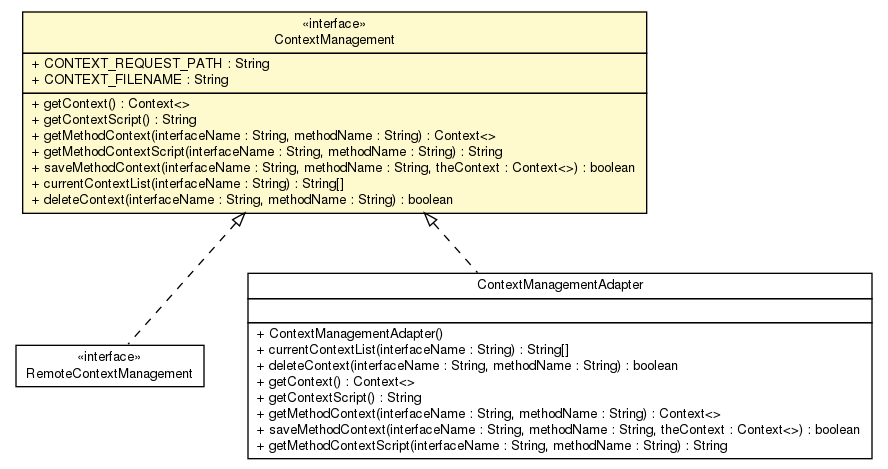 «interface»
ContextManagement
+ CONTEXT_REQUEST_PATH : String
+ CONTEXT_FILENAME : String
+ getContext() : Context<>
+ getContextScript() : String
+ getMethodContext(interfaceName : String, methodName : String) : Context<>
+ getMethodContextScript(interfaceName : String, methodName : String) : String
+ saveMethodContext(interfaceName : String, methodName : String, theContext : Context<>) : boolean
+ currentContextList(interfaceName : String) : String[]
+ deleteContext(interfaceName : String, methodName : String) : boolean
«interface»
RemoteContextManagement
ContextManagementAdapter
+ ContextManagementAdapter()
+ currentContextList(interfaceName : String) : String[]
+ deleteContext(interfaceName : String, methodName : String) : boolean
+ getContext() : Context<>
+ getContextScript() : String
+ getMethodContext(interfaceName : String, methodName : String) : Context<>
+ saveMethodContext(interfaceName : String, methodName : String, theContext : Context<>) : boolean
+ getMethodContextScript(interfaceName : String, methodName : String) : String